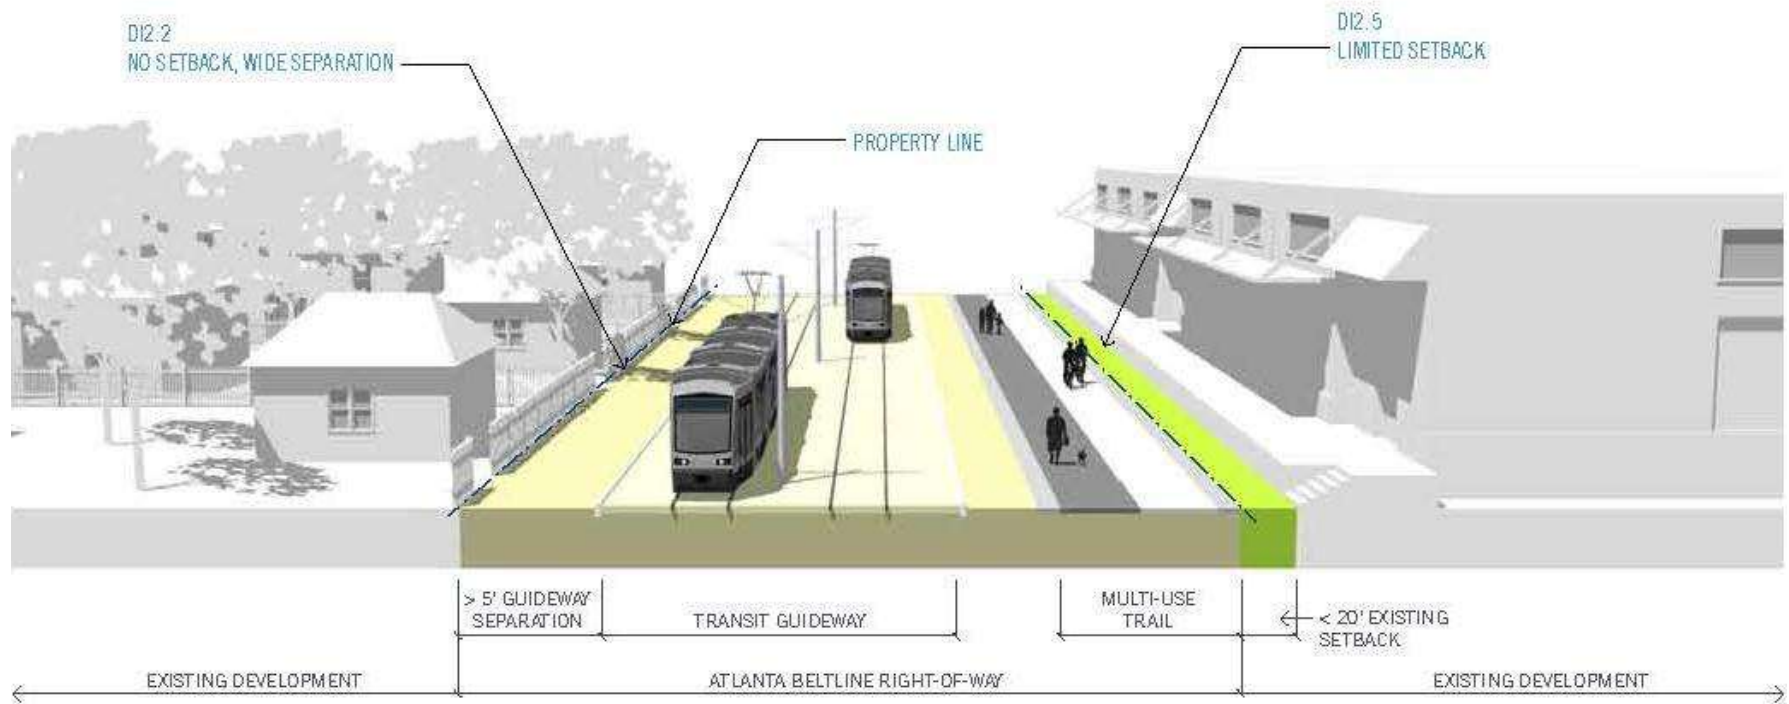 DI2.2
NO SETBACK, WIDE SEPARATION
DI2.5
LIMITED SETBACK
PROPERTY LINE
> 5' GUIDEWAY
SEPARATION
TRANSIT GUIDEWAY
MULTI-USE
TRAIL
< 20' EXISTING
SETBACK
EXISTING DEVELOPMENT
ATLANTA BELTLINE RIGHT-OF-WAY
EXISTING DEVELOPMENT